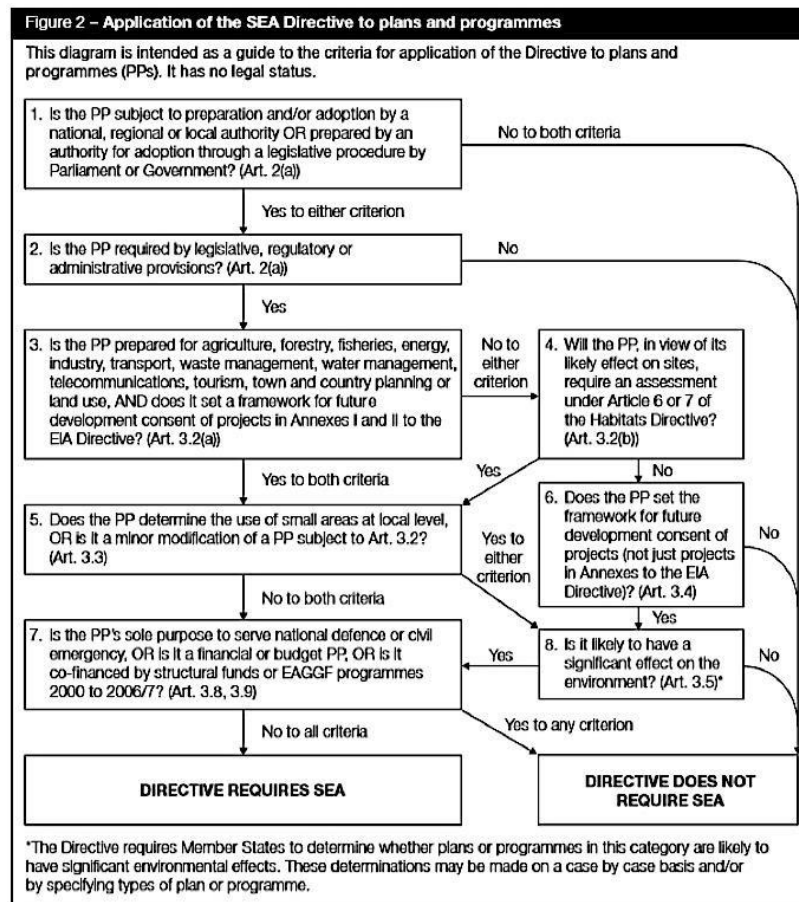 Figure 2 – Application of the SEA Directive to plans and programmes
This diagram is intended as a guide to the criteria for application of the Directive to plans and
programmes (PPs). It has no legal status.
1. Is the PP subject to preparation and/or adoption by a
national, regional or local authority OR prepared by an
authority for adoption through a legislative procedure by
Parliament or Government? (Art. 2(a))
No to both criteria
Yes to either criterion
2. Is the PP required by legislative, regulatory or
administrative provisions? (Art. 2(a))
No
Yes
3. Is the PP prepared for agriculture, forestry, fisheries, energy,
industry, transport, waste management, water management,
telecommunications, tourism, town and country planning or
land use, AND does it set a framework for future
development consent of projects in Annexes I and II to the
EIA Directive? (Art. 3.2(a))
No to
either
criterion
4. Will the PP, in view of its
likely effect on sites,
require an assessment
under Article 6 or 7 of
the Habitats Directive?
(Art. 3.2(b))
Yes to both criteria
Yes
No
5. Does the PP determine the use of small areas at local level,
OR is it a minor modification of a PP subject to Art. 3.2?
(Art. 3.3)
Yes to
either
criterion
6. Does the PP set the
framework for future
development consent of
projects (not just projects
in Annexes to the EIA
Directive)? (Art. 3.4)
No
No to both criteria
Yes
7. Is the PP's sole purpose to serve national defence or civil
emergency, OR is it a financial or budget PP, OR is it
co-financed by structural funds or EAGGF programmes
2000 to 2006/7? (Art. 3.8, 3.9)
Yes
8. Is it likely to have a
significant effect on the
environment? (Art. 3.5)*
No
No to all criteria
Yes to any criterion
DIRECTIVE REQUIRES SEA
DIRECTIVE DOES NOT
REQUIRE SEA
*The Directive requires Member States to determine whether plans or programmes in this category are likely to
have significant environmental effects. These determinations may be made on a case by case basis and/or
by specifying types of plan or programme.